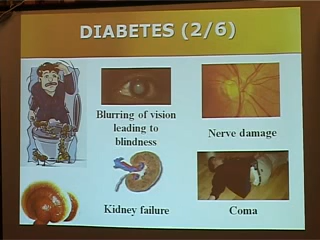 DIABETES (2/6)
Blurring of vision
leading to
blindness
Nerve damage
Kidney failure
Coma